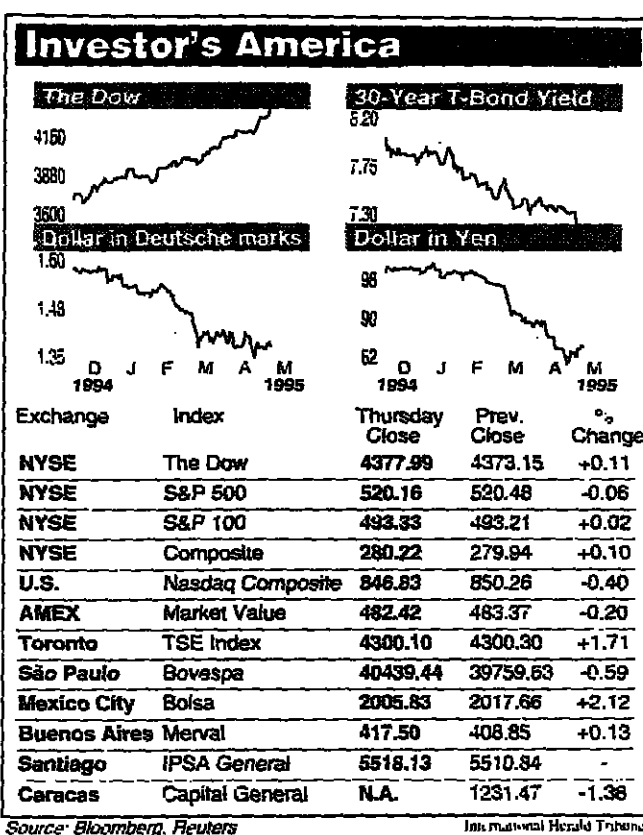 Investor's America
The Dow
4160
3880
3600
30-Year T-Bond Yield
8.20
7.75
7.30
Dollar in Deutsche marks
1.60
1.48
1.35
D J F M A M
1994 1995
Dollar in Yen
98
90
82
D J F M A M
1994 1995
Exchange Index Thursday Close Prev. Close % Change
NYSE The Dow 4377.99 4373.15 +0.11
NYSE S&P 500 520.16 520.48 -0.06
NYSE S&P 100 493.33 493.21 +0.02
NYSE Composite 280.22 279.94 +0.10
U.S. Nasdaq Composite 846.83 850.26 -0.40
AMEX Market Value 482.42 483.37 -0.20
Toronto TSE Index 4300.10 4300.30 +1.71
São Paulo Bovespa 40439.44 39759.63 -0.59
Mexico City Bolsa 2005.83 2017.66 +2.12
Buenos Aires Merval 417.50 408.85 +0.13
Santiago IPSA General 5518.13 5510.84 -
Caracas Capital General N.A. 1231.47 -1.38
Source: Bloomberg, Reuters
International Herald Tribune